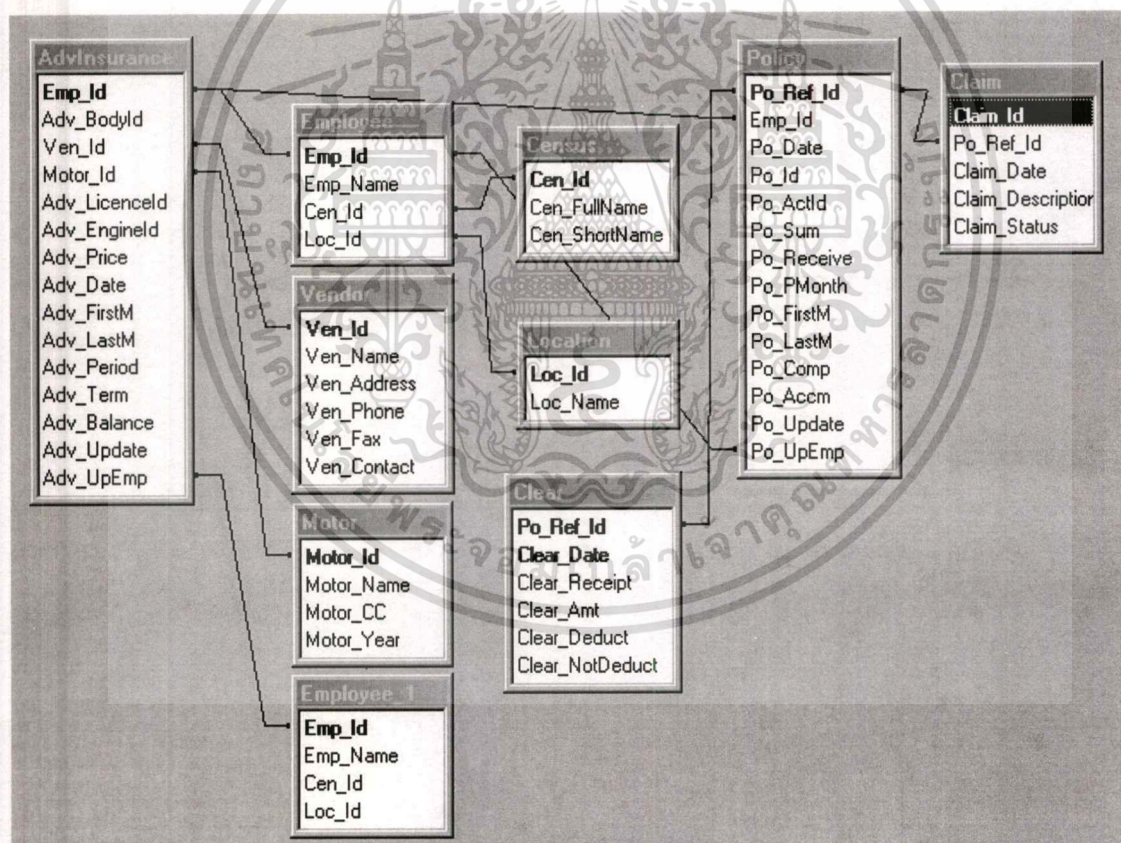 AdvInsurance
Emp_Id
Adv_BodyId
Ven_Id
Motor_Id
Adv_LicenceId
Adv_EngineId
Adv_Price
Adv_Date
Adv_FirstM
Adv_LastM
Adv_Period
Adv_Term
Adv_Balance
Adv_Update
Adv_UpEmp
Employee
Emp_Id
Emp_Name
Cen_Id
Loc_Id
Vendor
Ven_Id
Ven_Name
Ven_Address
Ven_Phone
Ven_Fax
Ven_Contact
Motor
Motor_Id
Motor_Name
Motor_CC
Motor_Year
Employee_1
Emp_Id
Emp_Name
Cen_Id
Loc_Id
Census
Cen_Id
Cen_FullName
Cen_ShortName
Location
Loc_Id
Loc_Name
Clear
Po_Ref_Id
Clear_Date
Clear_Receipt
Clear_Amt
Clear_Deduct
Clear_NotDeduct
Policy
Po_Ref_Id
Emp_Id
Po_Date
Po_Id
Po_ActId
Po_Sum
Po_Receive
Po_PMonth
Po_FirstM
Po_LastM
Po_Comp
Po_Accm
Po_Update
Po_UpEmp
Claim
Claim_Id
Po_Ref_Id
Claim_Date
Claim_Description
Claim_Status